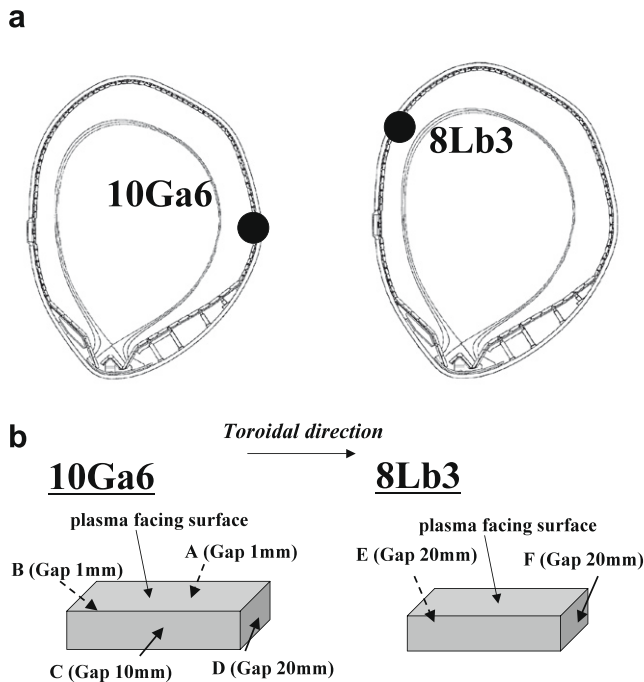 a
10Ga6
8Lb3
b
Toroidal direction
10Ga6
8Lb3
plasma facing surface
A (Gap 1mm)
B (Gap 1mm)
C (Gap 10mm)
D (Gap 20mm)
plasma facing surface
E (Gap 20mm)
F (Gap 20mm)